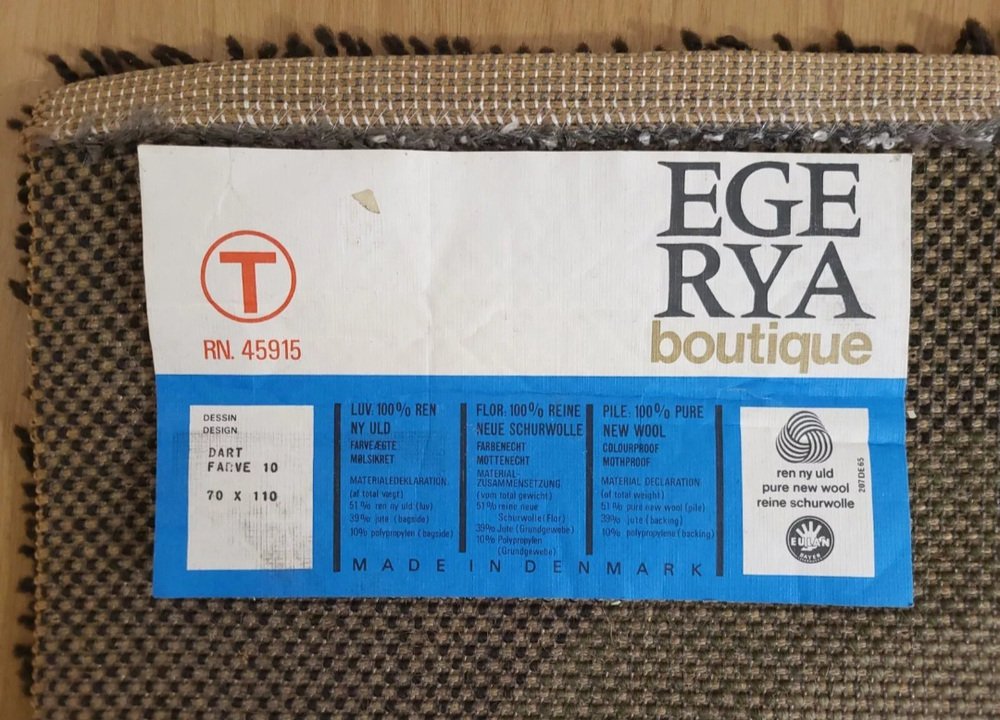 EGE
RYA
boutique
T
RN. 45915
DESSIN
DESIGN
DART
FARVE 10
70 X 110
LUV: 100% REN
NY ULD
FARVEÆGTE
MØLSIKRET
MATERIALEDEKLARATION.
(af total vægt)
51% ren ny uld (luv)
39% jute (bagside)
10% polypropylen (bagside)
FLOR: 100% REINE
NEUE SCHURWOLLE
FARBENECHT
MOTTENECHT
MATERIAL-
ZUSAMMENSETZUNG.
(vom total gewicht)
51% reine neue
Schurwolle (Flor)
39% Jute (Grundgewebe)
10% Polypropylen
(Grundgewebe)
PILE: 100% PURE
NEW WOOL
COLOURPROOF
MOTHPROOF
MATERIAL DECLARATION
(of total weight)
51% pure new wool (pile)
39% jute (backing)
10% polypropylene (backing)
MADE IN DENMARK
ren ny uld
pure new wool
reine schurwolle
207 DE 65
EULAN
BAYER